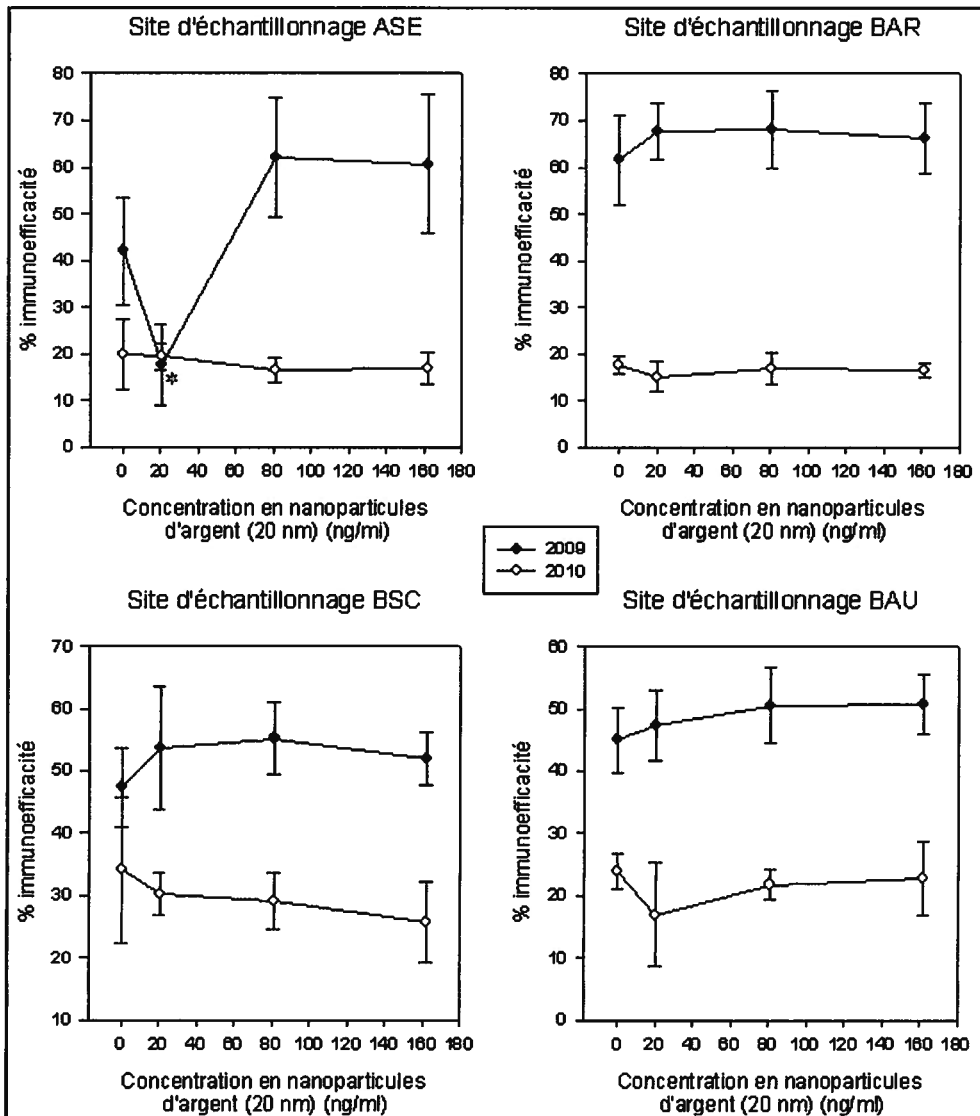 Site d'échantillonnage ASE
80
70
60
50
40
30
20
10
0
% immunoefficacité
*
0 20 40 60 80 100 120 140 160 180
Concentration en nanoparticules
d'argent (20 nm) (ng/ml)
Site d'échantillonnage BAR
80
70
60
50
40
30
20
10
0
% immunoefficacité
0 20 40 60 80 100 120 140 160 180
Concentration en nanoparticules
d'argent (20 nm) (ng/ml)
2009
2010
Site d'échantillonnage BSC
70
60
50
40
30
20
10
% immunoefficacité
0 20 40 60 80 100 120 140 160 180
Concentration en nanoparticules
d'argent (20 nm) (ng/ml)
Site d'échantillonnage BAU
60
50
40
30
20
10
0
% immunoefficacité
0 20 40 60 80 100 120 140 160 180
Concentration en nanoparticules
d'argent (20 nm) (ng/ml)